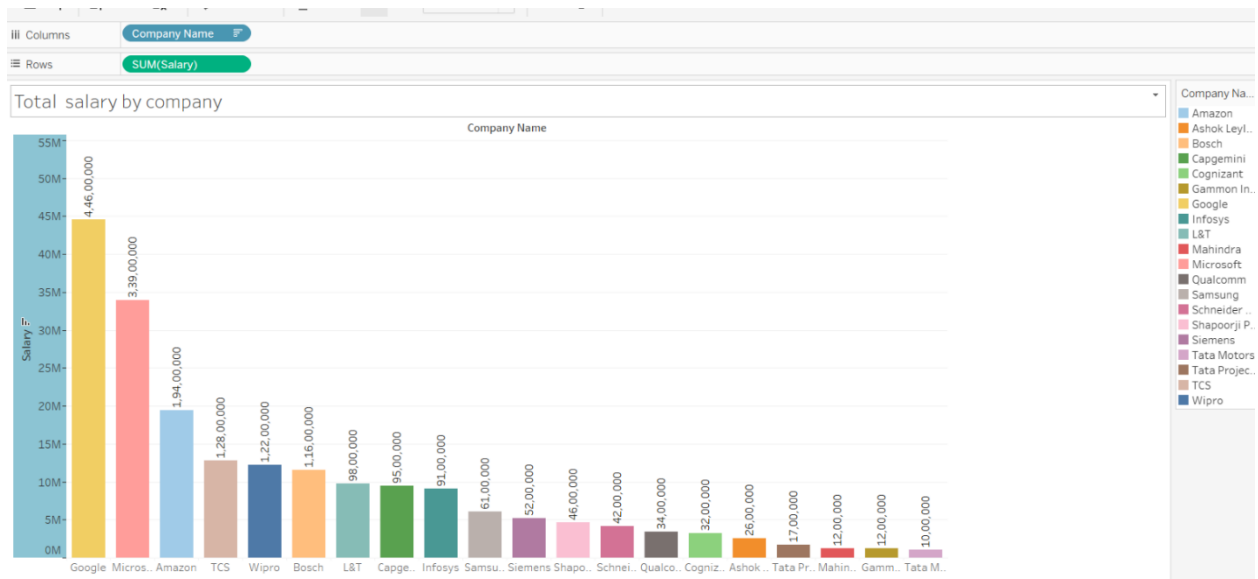 Columns
Company Name
Rows
SUM(Salary)
Total salary by company
Company Name
Salary
55M
50M
45M
40M
35M
30M
25M
20M
15M
10M
5M
0M
4,46,00,000
3,39,00,000
1,94,00,000
1,28,00,000
1,22,00,000
1,16,00,000
98,00,000
95,00,000
91,00,000
61,00,000
52,00,000
46,00,000
42,00,000
34,00,000
32,00,000
26,00,000
17,00,000
12,00,000
12,00,000
10,00,000
Google Micros.. Amazon TCS Wipro Bosch L&T Capge.. Infosys Samsu.. Siemens Shapo.. Schnei.. Qualco.. Cogniz.. Ashok .. Tata Pr.. Mahin.. Gamm.. Tata M..
Company Na...
Amazon
Ashok Leyl..
Bosch
Capgemini
Cognizant
Gammon In..
Google
Infosys
L&T
Mahindra
Microsoft
Qualcomm
Samsung
Schneider ..
Shapoorji P..
Siemens
Tata Motors
Tata Projec..
TCS
Wipro